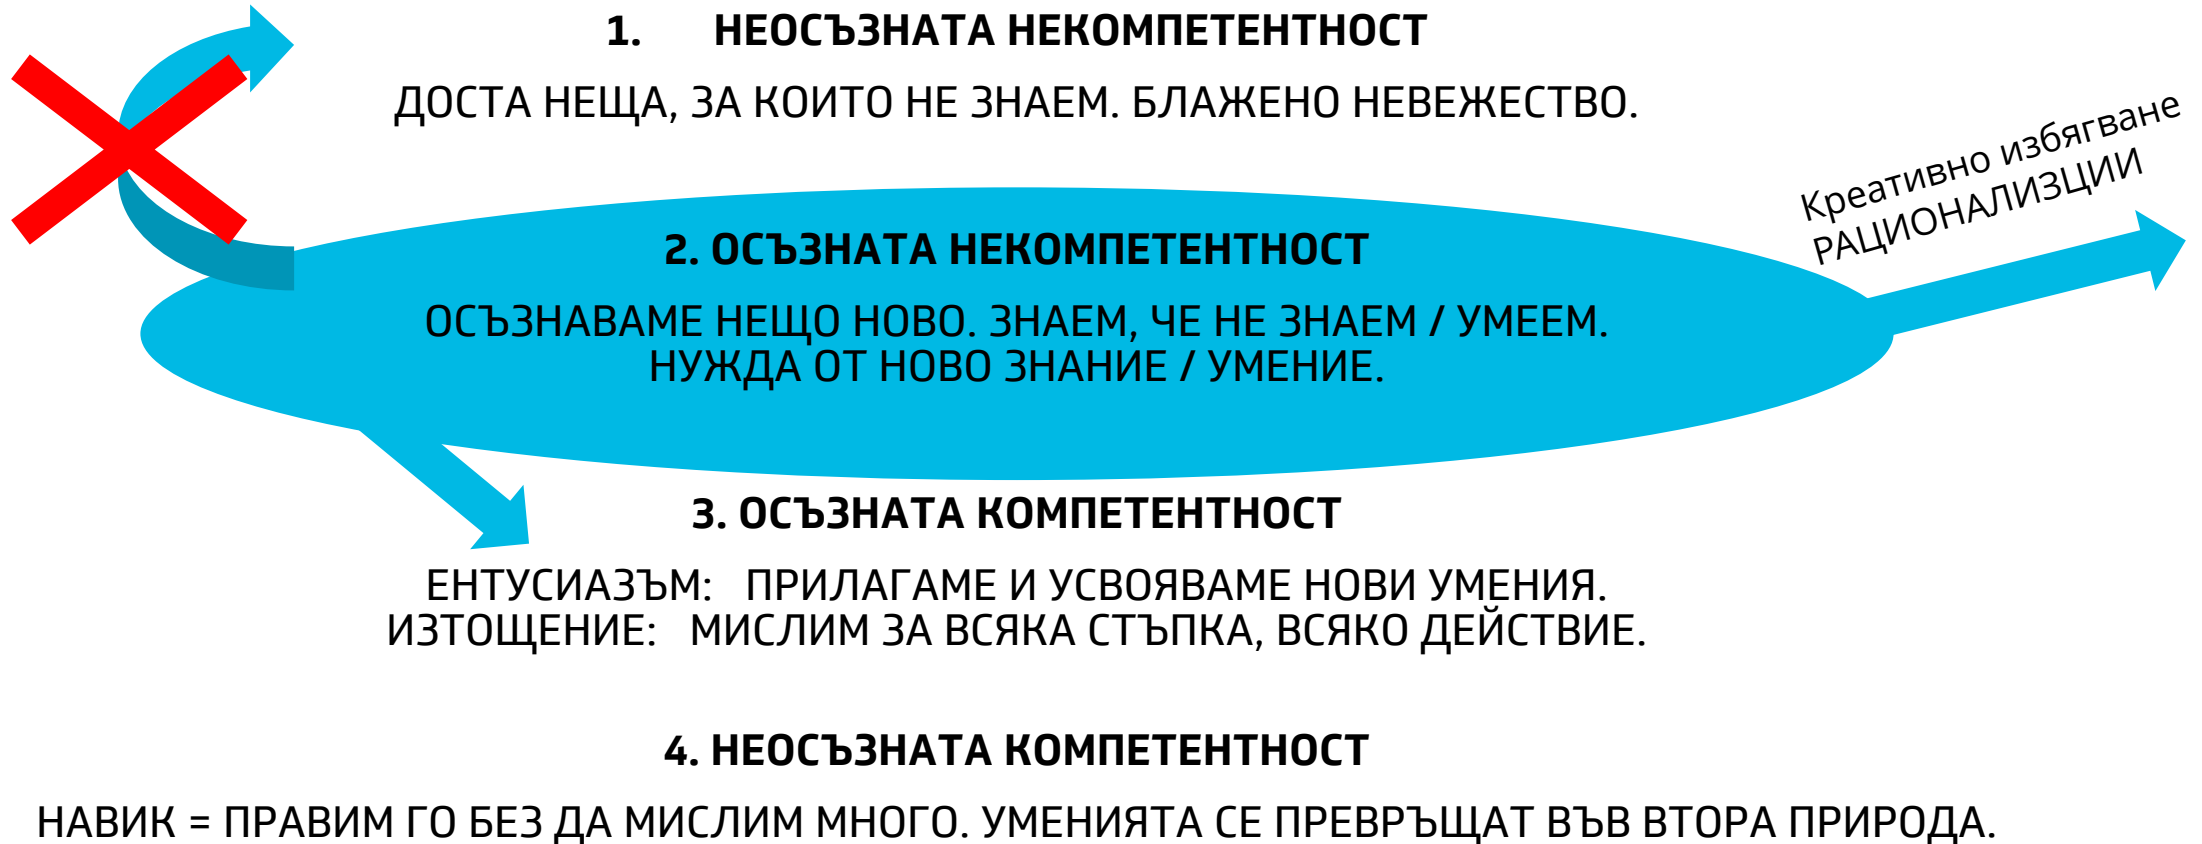 1. НЕОСЪЗНАТА НЕКОМПЕТЕНТНОСТ
ДОСТА НЕЩА, ЗА КОИТО НЕ ЗНАЕМ. БЛАЖЕНО НЕВЕЖЕСТВО.
Креативно избягване
РАЦИОНАЛИЗЦИИ
2. ОСЪЗНАТА НЕКОМПЕТЕНТНОСТ
ОСЪЗНАВАМЕ НЕЩО НОВО. ЗНАЕМ, ЧЕ НЕ ЗНАЕМ / УМЕЕМ.
НУЖДА ОТ НОВО ЗНАНИЕ / УМЕНИЕ.
3. ОСЪЗНАТА КОМПЕТЕНТНОСТ
ЕНТУСИАЗЪМ: ПРИЛАГАМЕ И УСВОЯВАМЕ НОВИ УМЕНИЯ.
ИЗТОЩЕНИЕ: МИСЛИМ ЗА ВСЯКА СТЪПКА, ВСЯКО ДЕЙСТВИЕ.
4. НЕОСЪЗНАТА КОМПЕТЕНТНОСТ
НАВИК = ПРАВИМ ГО БЕЗ ДА МИСЛИМ МНОГО. УМЕНИЯТА СЕ ПРЕВРЪЩАТ ВЪВ ВТОРА ПРИРОДА.